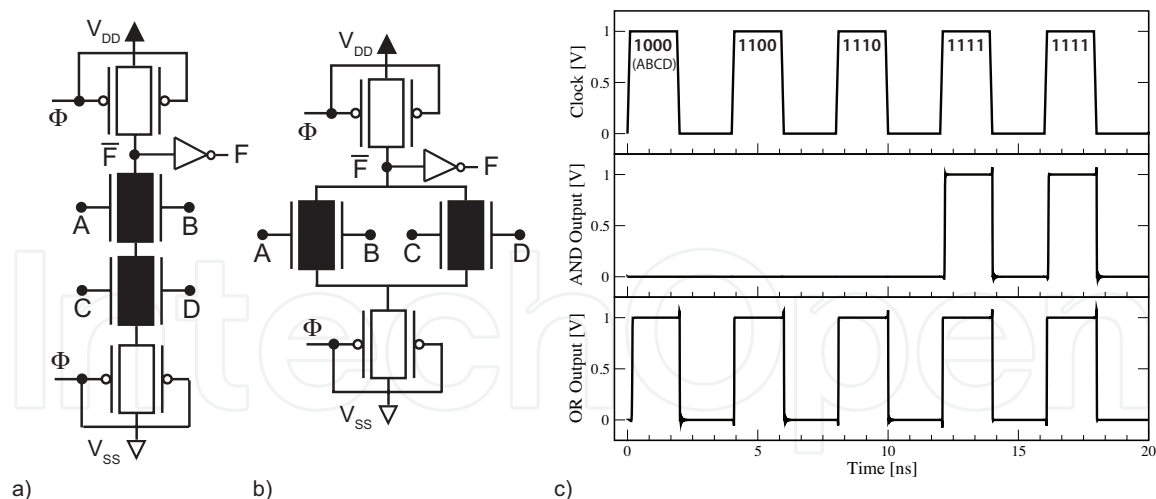 V_DD
Φ
F̅ F
A B
C D
Φ
V_SS
a)
V_DD
Φ
F̅ F
A B C D
Φ
V_SS
b)
Clock [V]
1
0.5
0
1000 1100 1110 1111 1111
(ABCD)
AND Output [V]
1
0.5
0
OR Output [V]
1
0.5
0
0 5 10 15 20
Time [ns]
c)
IntechOpen